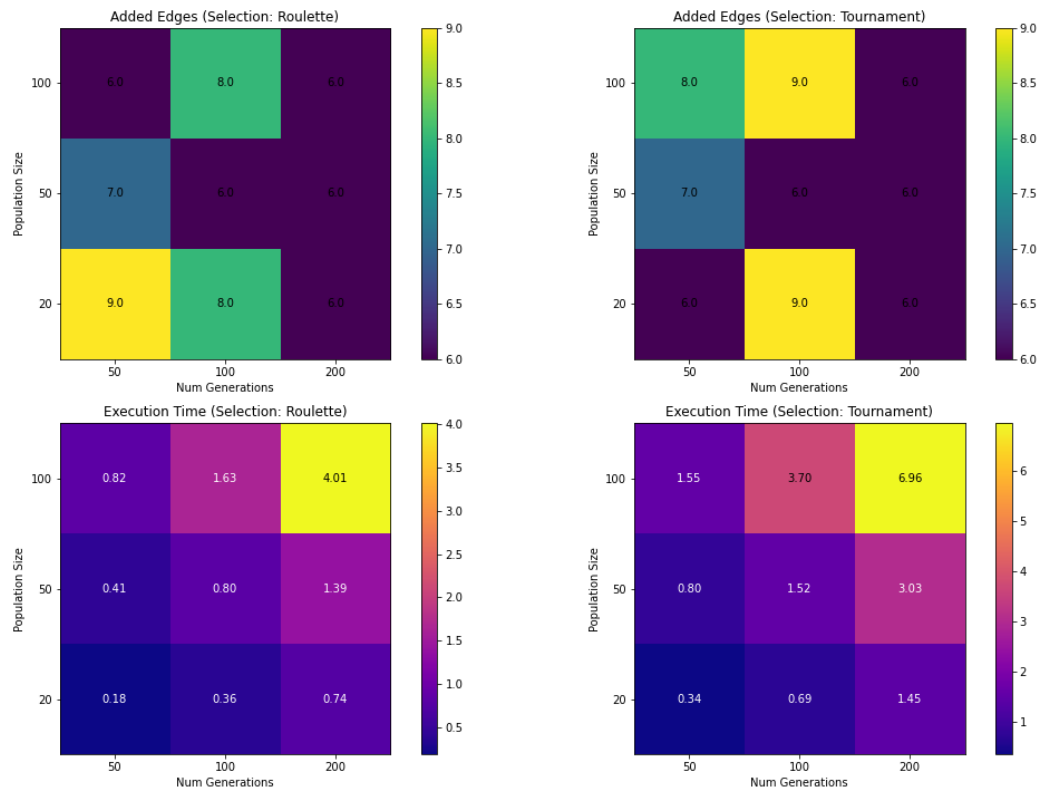 Added Edges (Selection: Roulette)
Population Size
100
50
20
6.0 8.0 6.0
7.0 6.0 6.0
9.0 8.0 6.0
50 100 200
Num Generations
9.0
8.5
8.0
7.5
7.0
6.5
6.0
Added Edges (Selection: Tournament)
Population Size
100
50
20
8.0 9.0 6.0
7.0 6.0 6.0
6.0 9.0 6.0
50 100 200
Num Generations
9.0
8.5
8.0
7.5
7.0
6.5
6.0
Execution Time (Selection: Roulette)
Population Size
100
50
20
0.82 1.63 4.01
0.41 0.80 1.39
0.18 0.36 0.74
50 100 200
Num Generations
4.0
3.5
3.0
2.5
2.0
1.5
1.0
0.5
Execution Time (Selection: Tournament)
Population Size
100
50
20
1.55 3.70 6.96
0.80 1.52 3.03
0.34 0.69 1.45
50 100 200
Num Generations
6
5
4
3
2
1